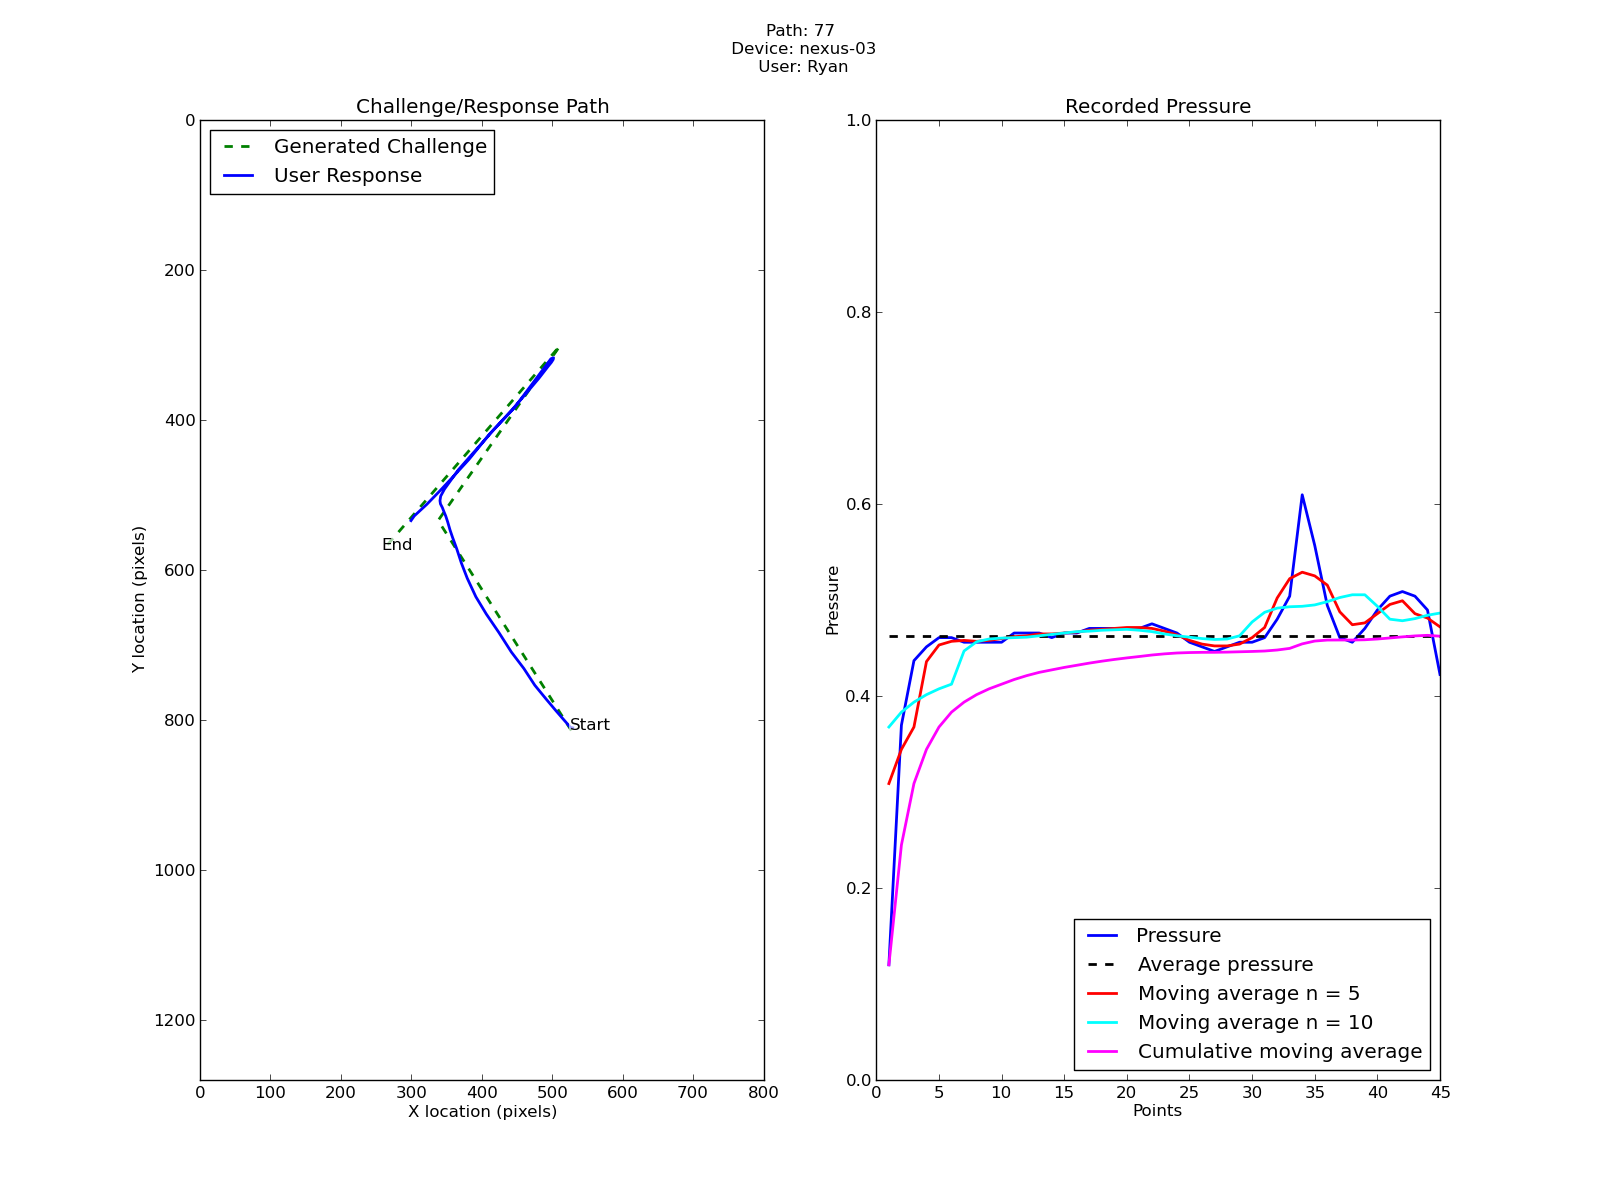 Path: 77
Device: nexus-03
User: Ryan
Challenge/Response Path
Generated Challenge
User Response
0
200
400
600
800
1000
1200
Y location (pixels)
End
Start
0 100 200 300 400 500 600 700 800
X location (pixels)
Recorded Pressure
1.0
0.8
0.6
0.4
0.2
0.0
Pressure
Pressure
Average pressure
Moving average n = 5
Moving average n = 10
Cumulative moving average
0 5 10 15 20 25 30 35 40 45
Points